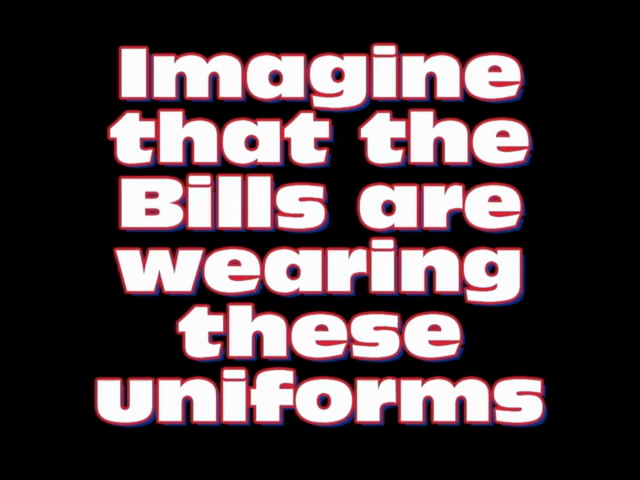 Imagine
that the
Bills are
wearing
these
uniforms